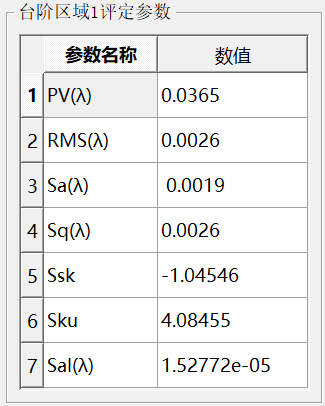 台阶区域1评定参数
参数名称 数值
1 PV(λ) 0.0365
2 RMS(λ) 0.0026
3 Sa(λ) 0.0019
4 Sq(λ) 0.0026
5 Ssk -1.04546
6 Sku 4.08455
7 Sal(λ) 1.52772e-05